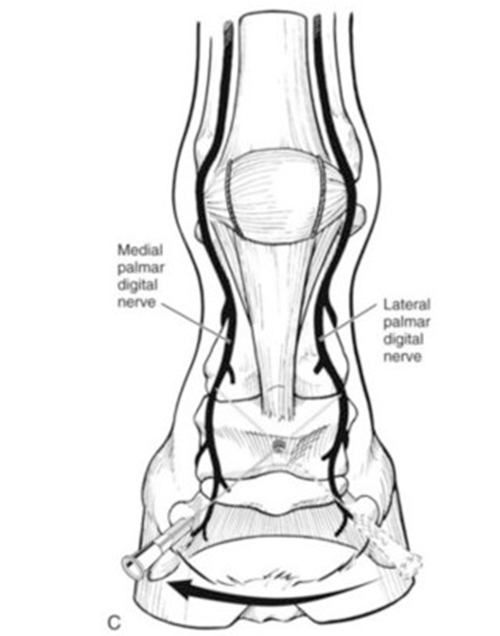 Medial
palmar
digital
nerve
Lateral
palmar
digital
nerve
C